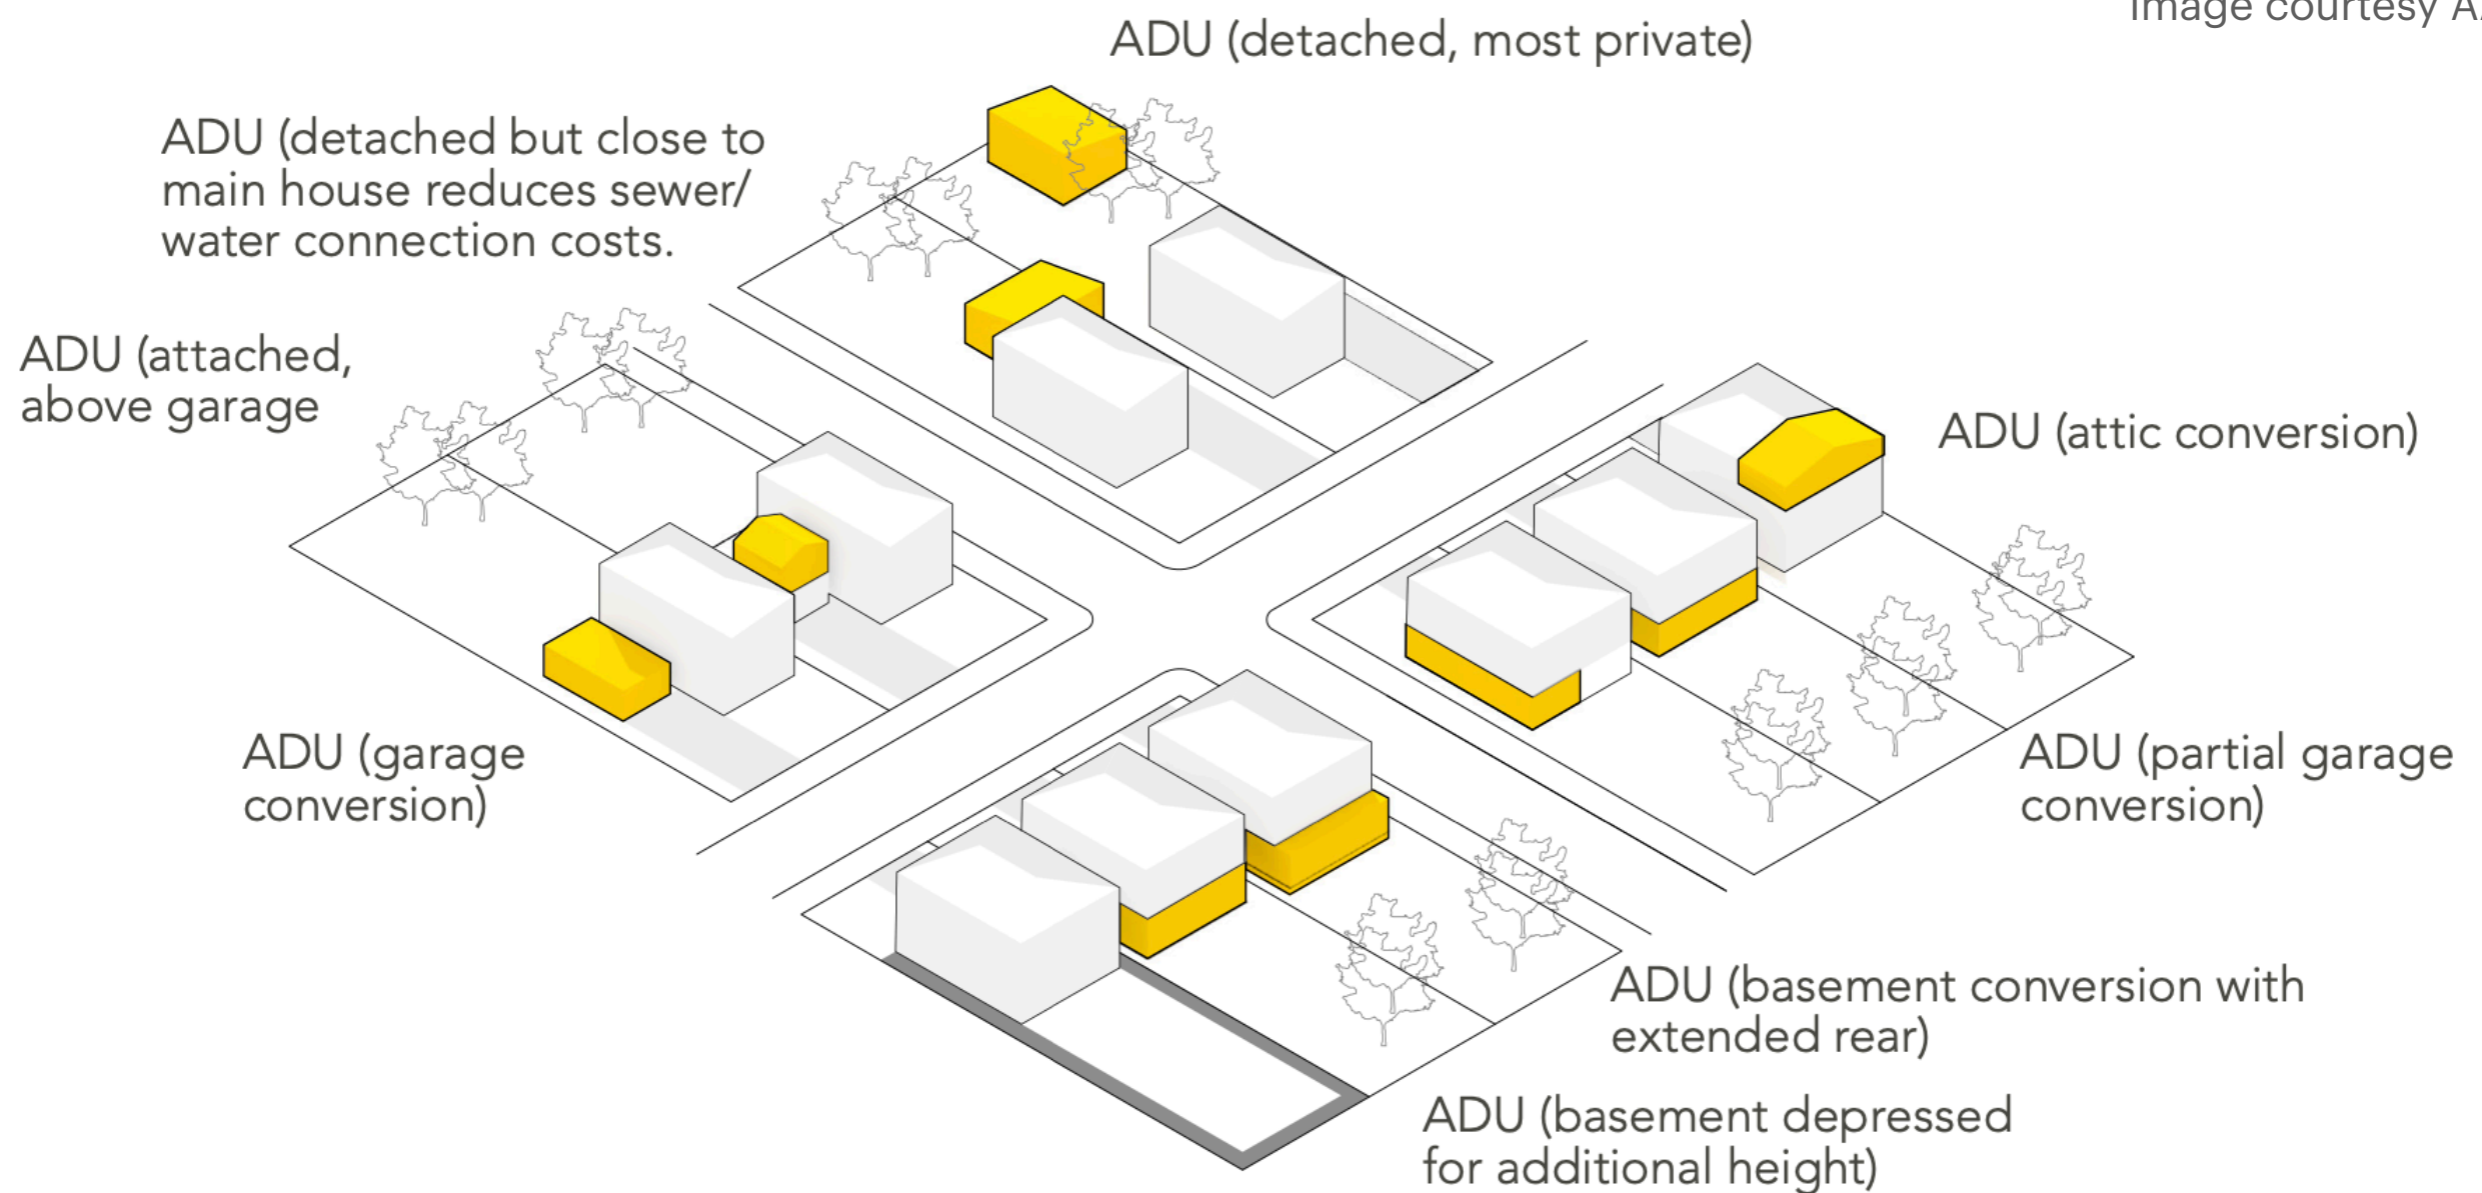 Image courtesy
ADU (detached, most private)
ADU (detached but close to
main house reduces sewer/
water connection costs.
ADU (attached,
above garage
ADU (attic conversion)
ADU (garage
conversion)
ADU (partial garage
conversion)
ADU (basement conversion with
extended rear)
ADU (basement depressed
for additional height)